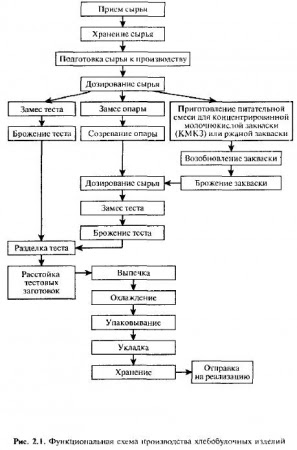 Прием сырья
Хранение сырья
Подготовка сырья к производству
Дозирование сырья
Замес теста
Замес опары
Приготовление питательной
смеси для концентрированной
молочнокислой закваски
(КМКЗ) или ржаной закваски
Брожение теста
Созревание опары
Возобновление закваски
Дозирование сырья
Брожение закваски
Замес теста
Брожение теста
Разделка теста
Расстойка
тестовых
заготовок
Выпечка
Охлаждение
Упаковывание
Укладка
Хранение
Отправка
на реализацию
Рис. 2.1. Функциональная схема производства хлебобулочных изделий